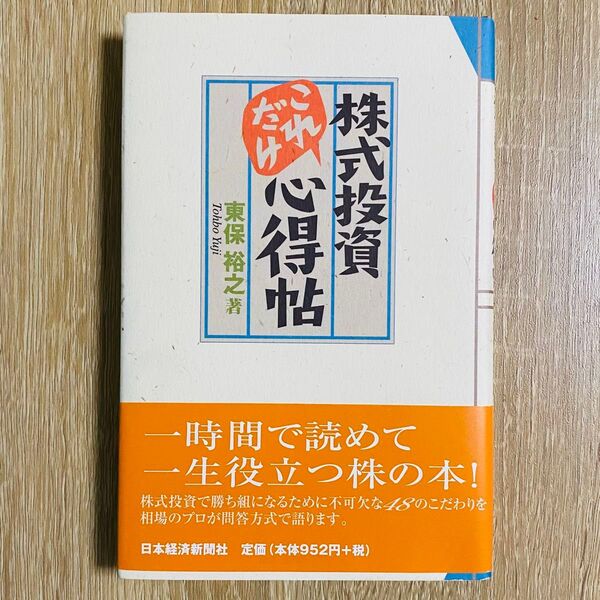 株式投資
これ
だけ
心得帖
東保裕之 著
Tohbo Yuji
一時間で読めて
一生役立つ株の本!
株式投資で勝ち組になるために不可欠な48のこだわりを
相場のプロが問答方式で語ります。
日本経済新聞社 定価(本体952円+税)